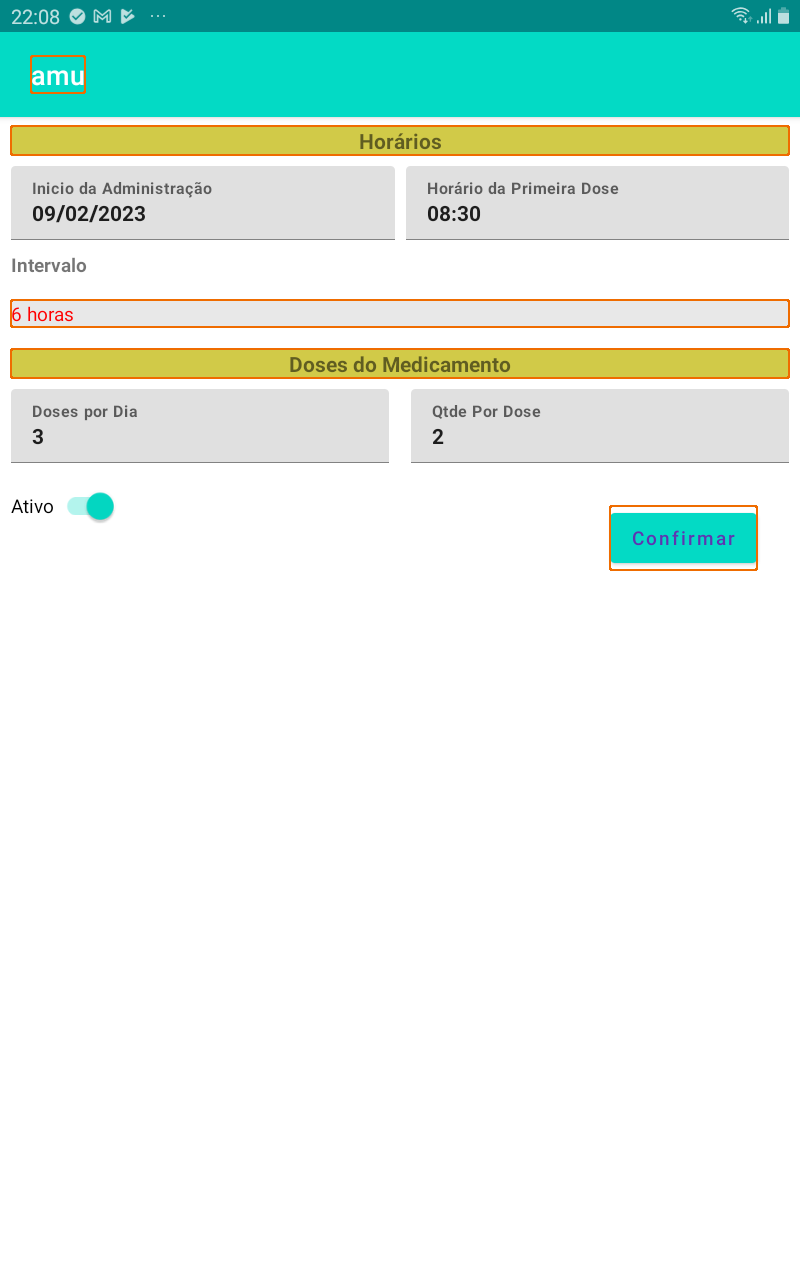 22:08
amu
Horários
Inicio da Administração
09/02/2023
Horário da Primeira Dose
08:30
Intervalo
6 horas
Doses do Medicamento
Doses por Dia
3
Qtde Por Dose
2
Ativo
Confirmar